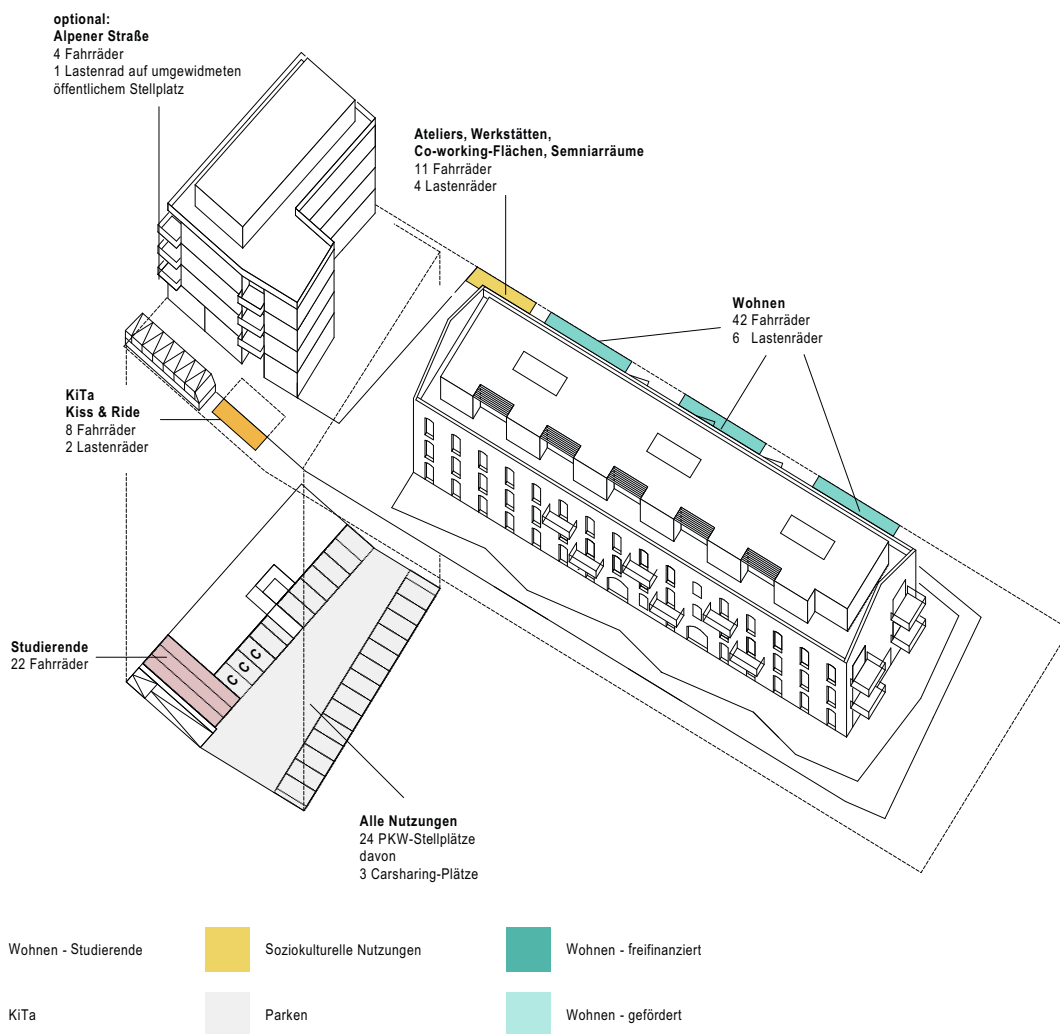 optional:
Alpener Straße
4 Fahrräder
1 Lastenrad auf umgewidmeten
öffentlichem Stellplatz
Ateliers, Werkstätten,
Co-working-Flächen, Semniarräume
11 Fahrräder
4 Lastenräder
Wohnen
42 Fahrräder
6 Lastenräder
KiTa
Kiss & Ride
8 Fahrräder
2 Lastenräder
Studierende
22 Fahrräder
C
C
C
Alle Nutzungen
24 PKW-Stellplätze
davon
3 Carsharing-Plätze
Wohnen - Studierende
Soziokulturelle Nutzungen
Wohnen - freifinanziert
KiTa
Parken
Wohnen - gefördert